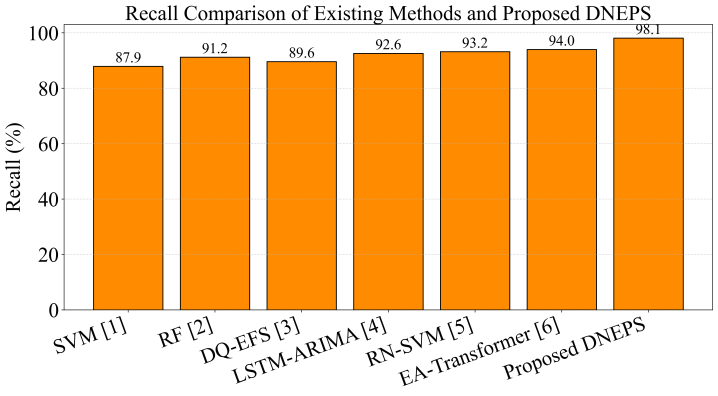 Recall Comparison of Existing Methods and Proposed DNEPS
Recall (%)
100
80
60
40
20
0
87.9
91.2
89.6
92.6
93.2
94.0
98.1
SVM [1]
RF [2]
DQ-EFS [3]
LSTM-ARIMA [4]
RN-SVM [5]
EA-Transformer [6]
Proposed DNEPS